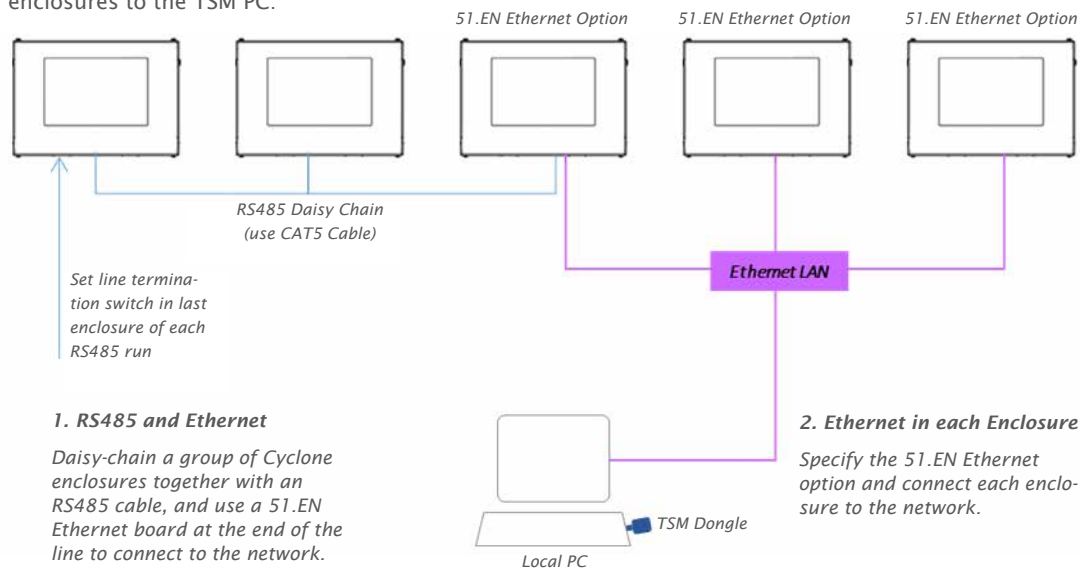 enclosures to the TSM PC.
51.EN Ethernet Option
51.EN Ethernet Option
51.EN Ethernet Option
RS485 Daisy Chain
(use CAT5 Cable)
Ethernet LAN
Set line termina-
tion switch in last
enclosure of each
RS485 run
1. RS485 and Ethernet
Daisy-chain a group of Cyclone
enclosures together with an
RS485 cable, and use a 51.EN
Ethernet board at the end of the
line to connect to the network.
2. Ethernet in each Enclosure
Specify the 51.EN Ethernet
option and connect each enclo-
sure to the network.
TSM Dongle
Local PC